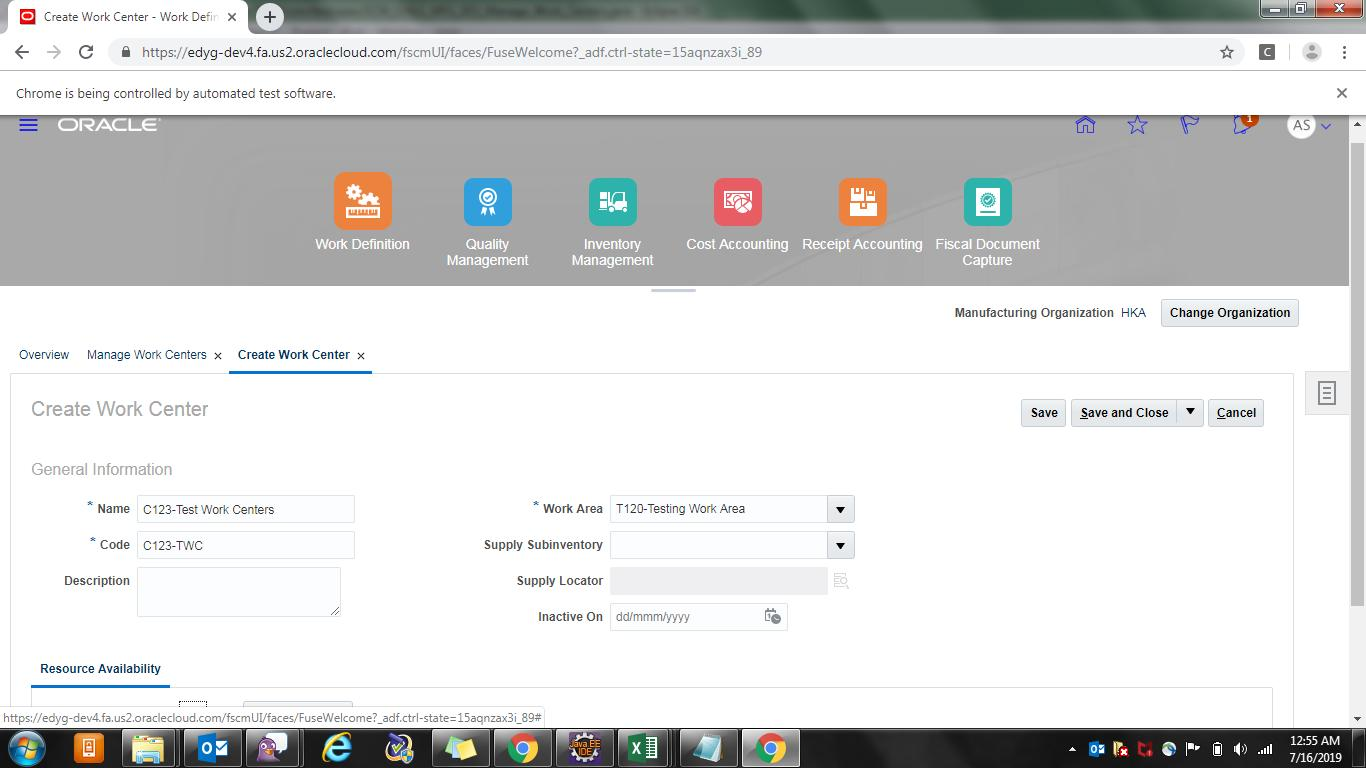 Create Work Center - Work Defin
https://edyg-dev4.fa.us2.oraclecloud.com/fscmUI/faces/FuseWelcome?_adf.ctrl-state=15aqnzax3i_89
C
Chrome is being controlled by automated test software.
ORACLE
1
AS
Work Definition
Quality Management
Inventory Management
Cost Accounting
Receipt Accounting
Fiscal Document Capture
Manufacturing Organization HKA
Change Organization
Overview
Manage Work Centers
Create Work Center
Create Work Center
Save
Save and Close
Cancel
General Information
* Name C123-Test Work Centers
* Code C123-TWC
Description
* Work Area T120-Testing Work Area
Supply Subinventory
Supply Locator
Inactive On dd/mmm/yyyy
Resource Availability
https://edyg-dev4.fa.us2.oraclecloud.com/fscmUI/faces/FuseWelcome?_adf.ctrl-state=15aqnzax3i_89#
Java EE
IDE
12:55 AM
7/16/2019